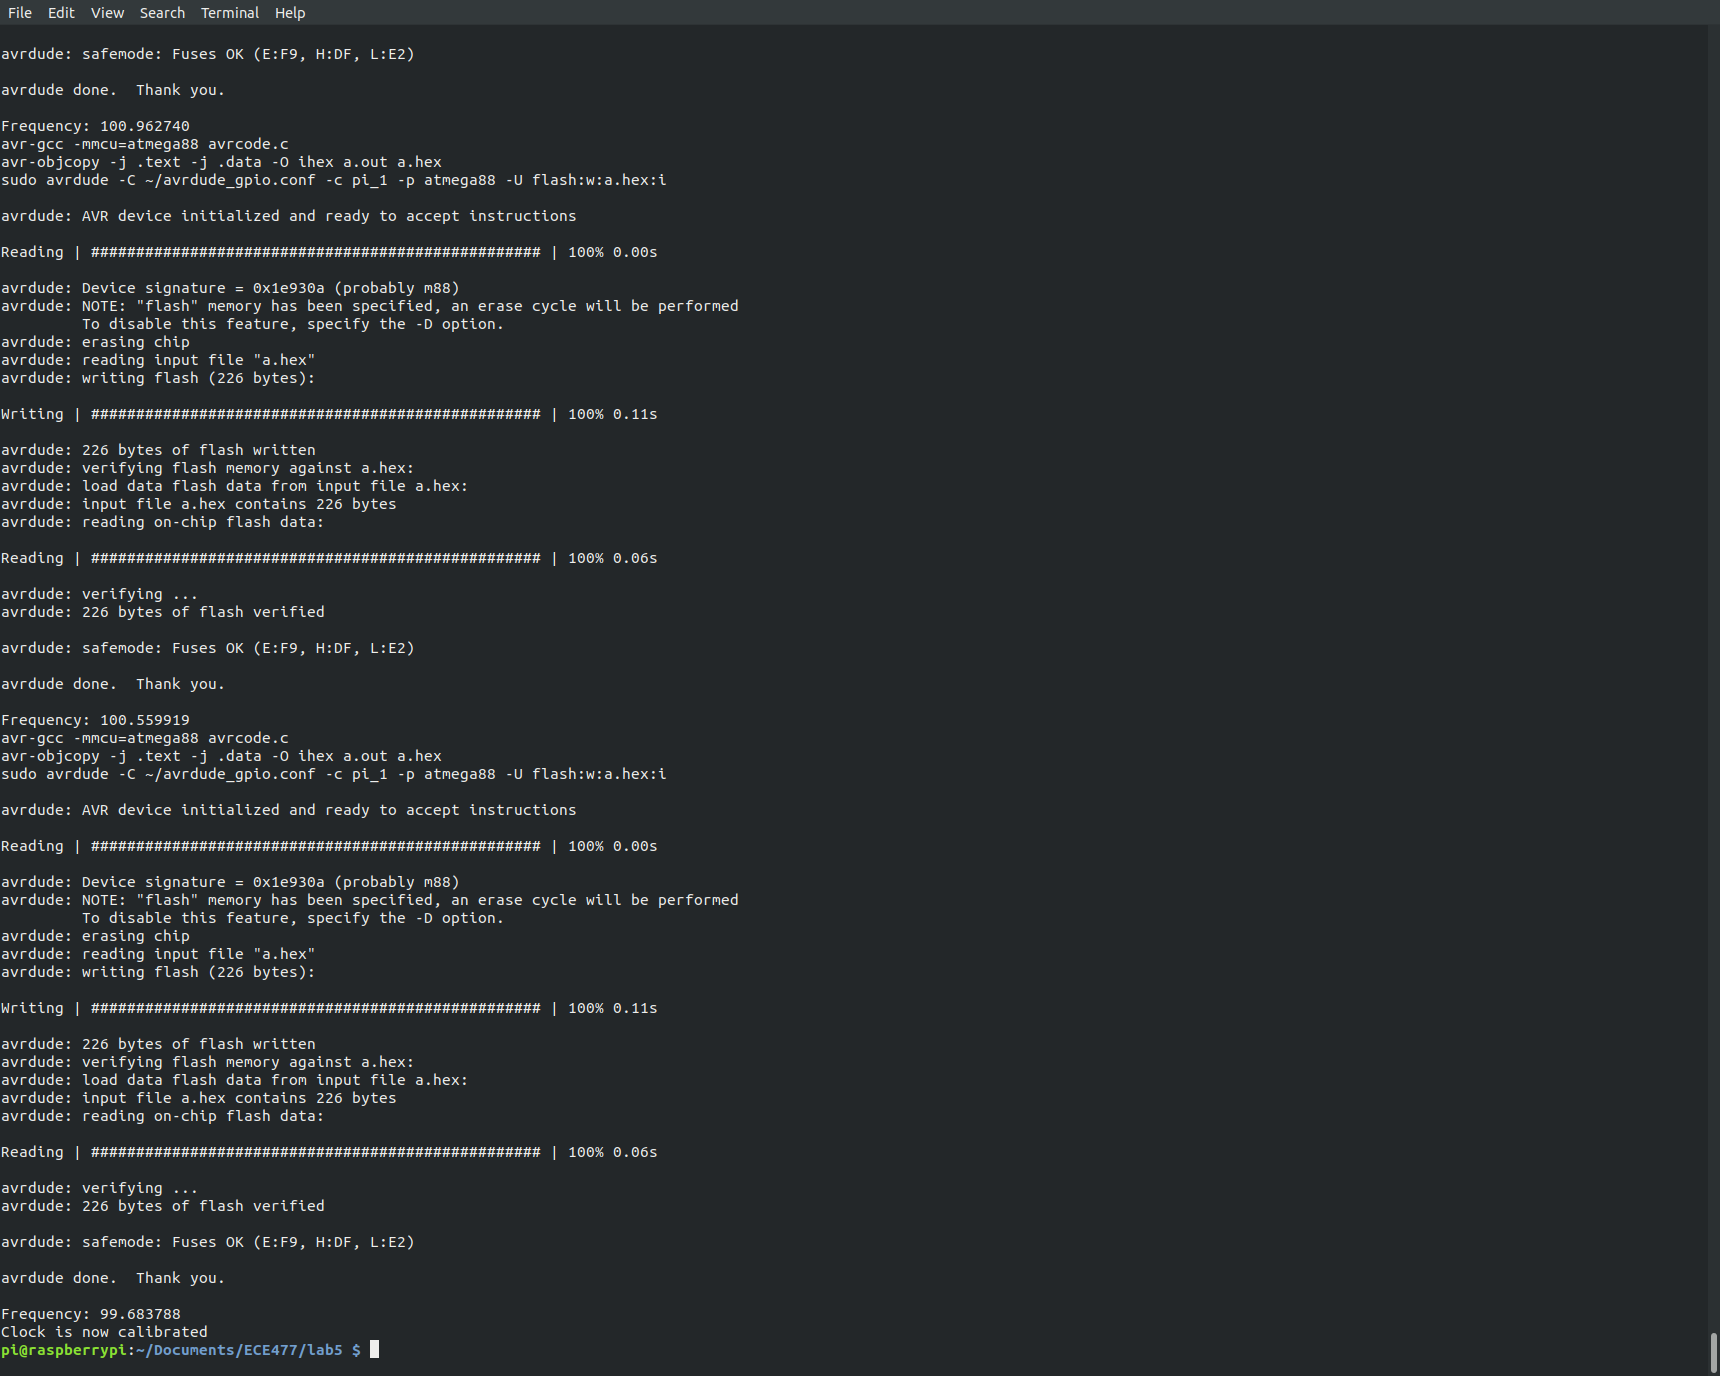 File Edit View Search Terminal Help
avrdude: safemode: Fuses OK (E:F9, H:DF, L:E2)
avrdude done.  Thank you.
Frequency: 100.962740
avr-gcc -mmcu=atmega88 avrcode.c
avr-objcopy -j .text -j .data -O ihex a.out a.hex
sudo avrdude -C ~/avrdude_gpio.conf -c pi_1 -p atmega88 -U flash:w:a.hex:i
avrdude: AVR device initialized and ready to accept instructions
Reading | ################################################## | 100% 0.00s
avrdude: Device signature = 0x1e930a (probably m88)
avrdude: NOTE: "flash" memory has been specified, an erase cycle will be performed
         To disable this feature, specify the -D option.
avrdude: erasing chip
avrdude: reading input file "a.hex"
avrdude: writing flash (226 bytes):
Writing | ################################################## | 100% 0.11s
avrdude: 226 bytes of flash written
avrdude: verifying flash memory against a.hex:
avrdude: load data flash data from input file a.hex:
avrdude: input file a.hex contains 226 bytes
avrdude: reading on-chip flash data:
Reading | ################################################## | 100% 0.06s
avrdude: verifying ...
avrdude: 226 bytes of flash verified
avrdude: safemode: Fuses OK (E:F9, H:DF, L:E2)
avrdude done.  Thank you.
Frequency: 100.559919
avr-gcc -mmcu=atmega88 avrcode.c
avr-objcopy -j .text -j .data -O ihex a.out a.hex
sudo avrdude -C ~/avrdude_gpio.conf -c pi_1 -p atmega88 -U flash:w:a.hex:i
avrdude: AVR device initialized and ready to accept instructions
Reading | ################################################## | 100% 0.00s
avrdude: Device signature = 0x1e930a (probably m88)
avrdude: NOTE: "flash" memory has been specified, an erase cycle will be performed
         To disable this feature, specify the -D option.
avrdude: erasing chip
avrdude: reading input file "a.hex"
avrdude: writing flash (226 bytes):
Writing | ################################################## | 100% 0.11s
avrdude: 226 bytes of flash written
avrdude: verifying flash memory against a.hex:
avrdude: load data flash data from input file a.hex:
avrdude: input file a.hex contains 226 bytes
avrdude: reading on-chip flash data:
Reading | ################################################## | 100% 0.06s
avrdude: verifying ...
avrdude: 226 bytes of flash verified
avrdude: safemode: Fuses OK (E:F9, H:DF, L:E2)
avrdude done.  Thank you.
Frequency: 99.683788
Clock is now calibrated
pi@raspberrypi:~/Documents/ECE477/lab5 $